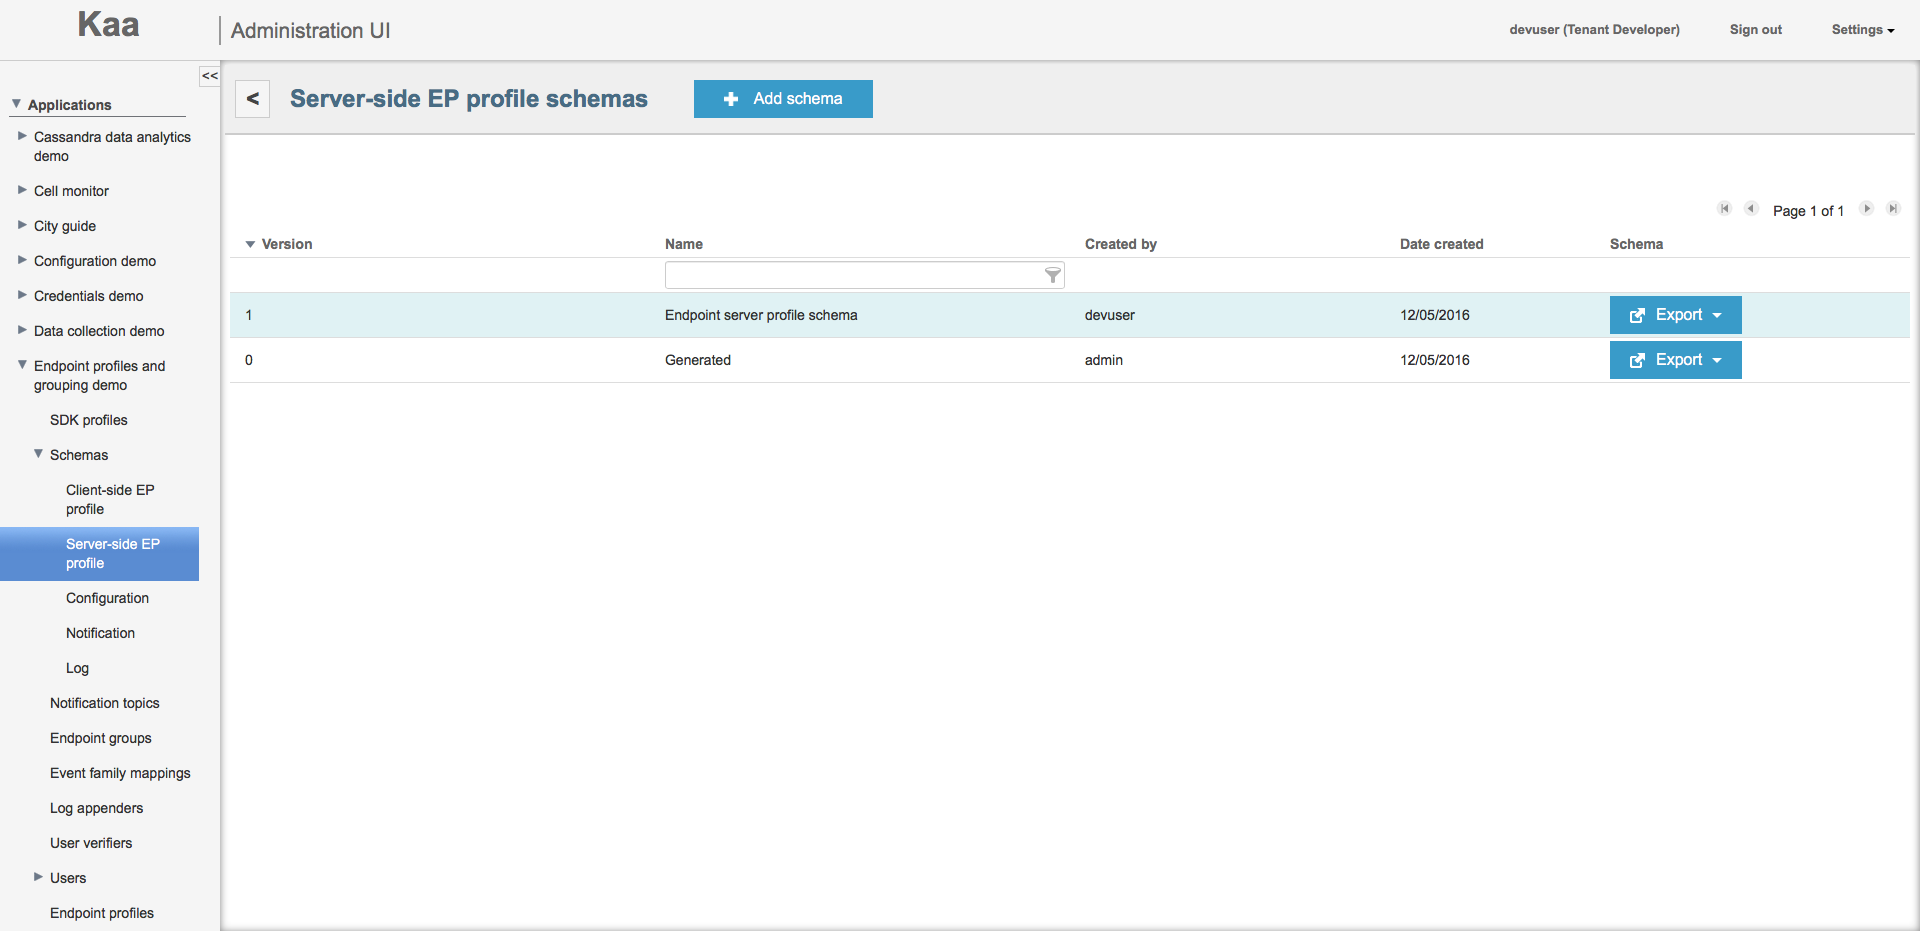 Kaa
Administration UI
devuser (Tenant Developer)
Sign out
Settings
<<
Applications
Cassandra data analytics
demo
Cell monitor
City guide
Configuration demo
Credentials demo
Data collection demo
Endpoint profiles and
grouping demo
SDK profiles
Schemas
Client-side EP
profile
Server-side EP
profile
Configuration
Notification
Log
Notification topics
Endpoint groups
Event family mappings
Log appenders
User verifiers
Users
Endpoint profiles
<
Server-side EP profile schemas
Add schema
Page 1 of 1
Version Name Created by Date created Schema
1 Endpoint server profile schema devuser 12/05/2016 Export
0 Generated admin 12/05/2016 Export